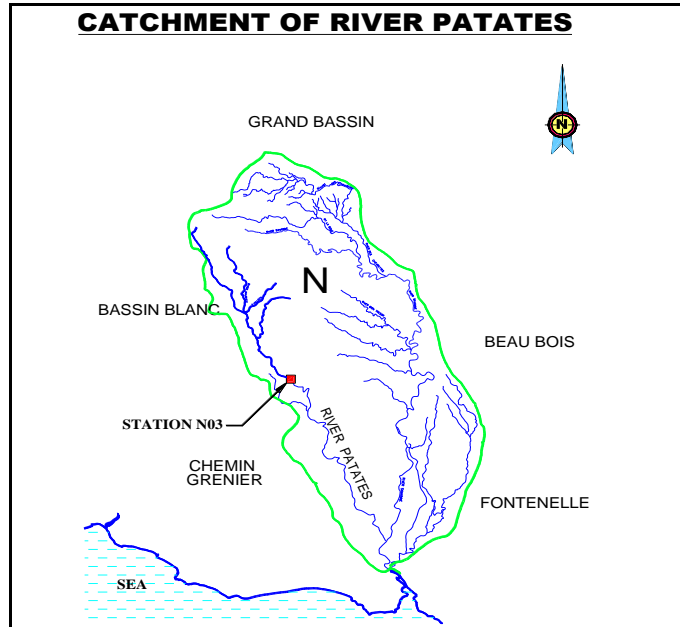 CATCHMENT OF RIVER PATATES
N
GRAND BASSIN
N
BASSIN BLANC
BEAU BOIS
STATION N03
RIVER PATATES
CHEMIN
GRENIER
FONTENELLE
SEA